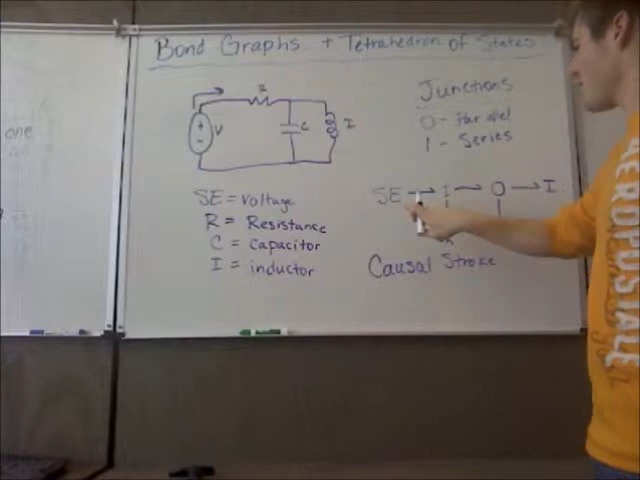 one
Bond Graphs + Tetrahedron of States
R
+
-
V
C
I
Junctions
0 - Parallel
1 - Series
SE → 1 → 0 → I
SE = Voltage
R = Resistance
C = Capacitor
I = inductor
Causal Stroke
AEROPOSTALE